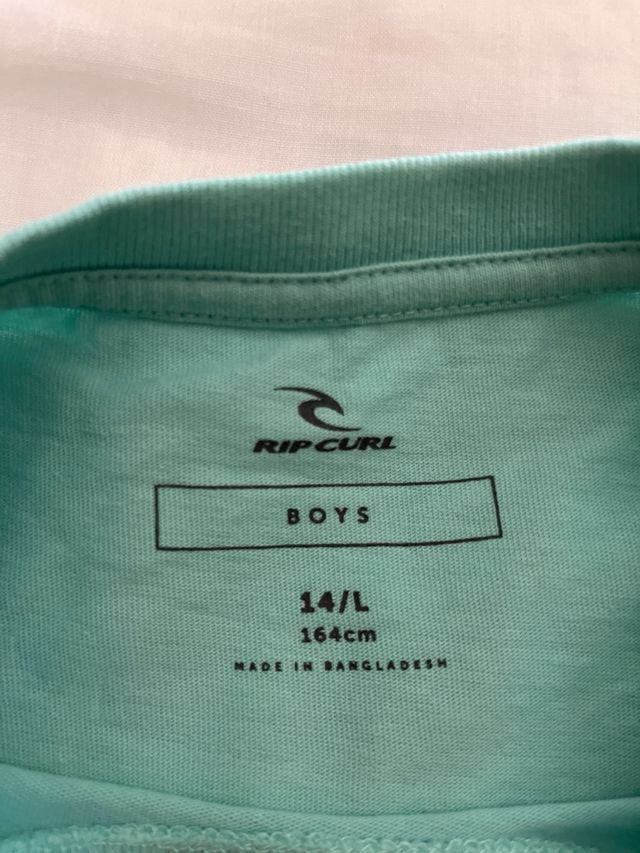 RIP CURL
BOYS
14/L
164cm
MADE IN BANGLADESH